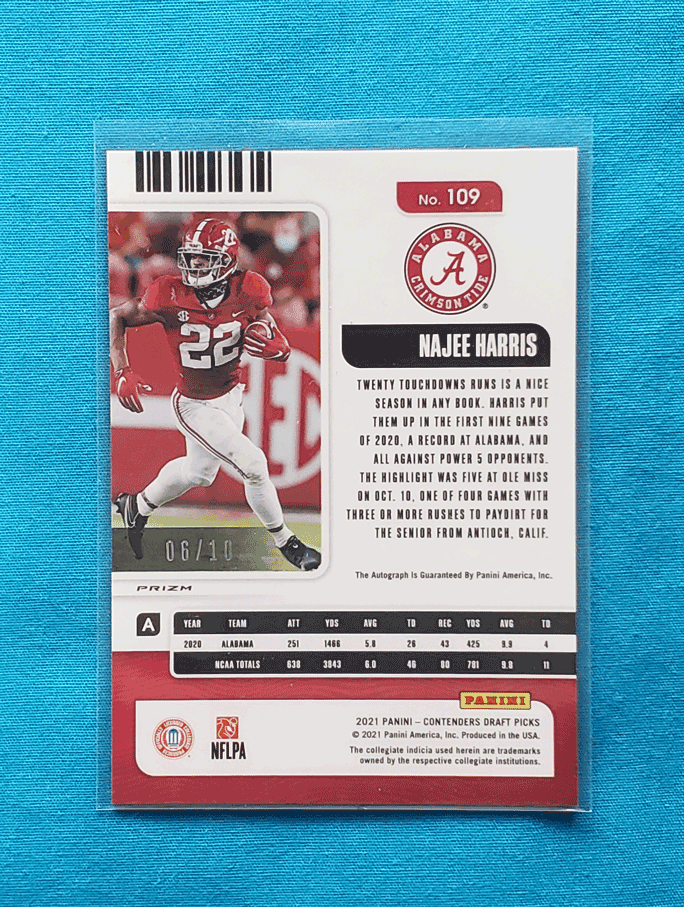 No. 109
ALABAMA
A
CRIMSON TIDE
®
NAJEE HARRIS
TWENTY TOUCHDOWNS RUNS IS A NICE
SEASON IN ANY BOOK. HARRIS PUT
THEM UP IN THE FIRST NINE GAMES
OF 2020, A RECORD AT ALABAMA, AND
ALL AGAINST POWER 5 OPPONENTS.
THE HIGHLIGHT WAS FIVE AT OLE MISS
ON OCT. 10, ONE OF FOUR GAMES WITH
THREE OR MORE RUSHES TO PAYDIRT FOR
THE SENIOR FROM ANTIOCH, CALIF.
22
06/10
The Autograph Is Guaranteed By Panini America, Inc.
PRIZM
A
YEAR TEAM ATT YDS AVG TD REC YDS AVG TD
2020 ALABAMA 251 1466 5.8 26 43 425 9.9 4
NCAA TOTALS 638 3843 6.0 46 80 781 9.8 11
PANINI
2021 PANINI – CONTENDERS DRAFT PICKS
© 2021 Panini America, Inc. Produced in the USA.
The collegiate indicia used herein are trademarks
owned by the respective collegiate institutions.
NFLPA